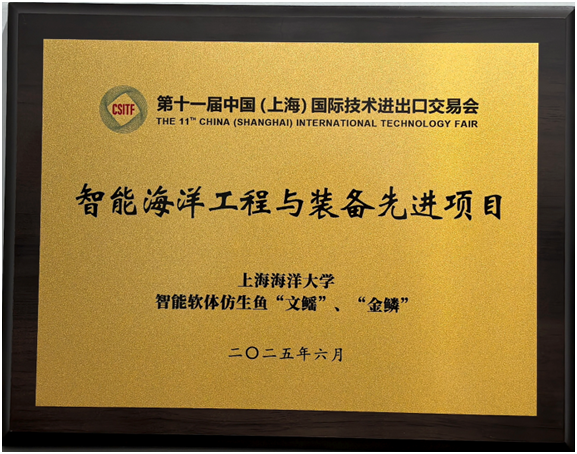 CSITF
第十一届中国(上海)国际技术进出口交易会
THE 11TH CHINA (SHANGHAI) INTERNATIONAL TECHNOLOGY FAIR
智能海洋工程与装备先进项目
上海海洋大学
智能软体仿生鱼“文鳐”、“金鳞”
二〇二五年六月